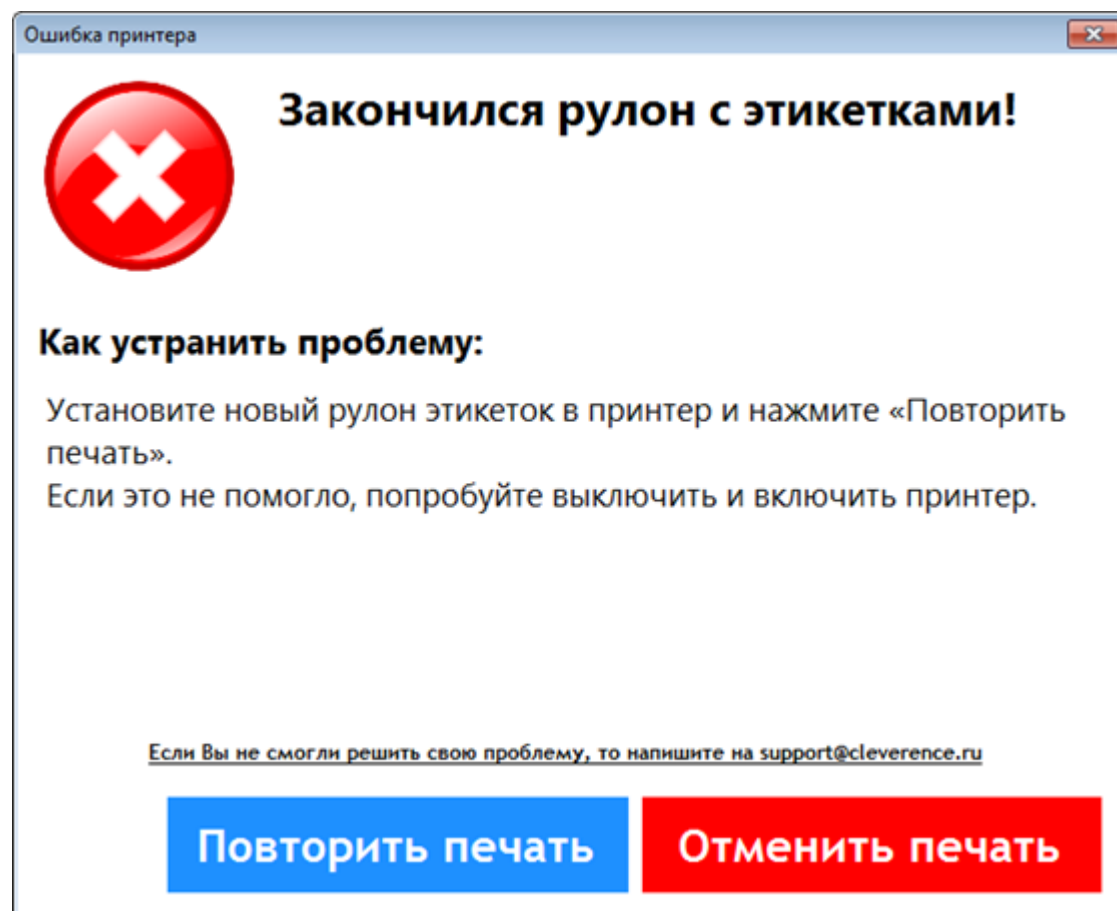 Ошибка принтера
Закончился рулон с этикетками!
Как устранить проблему:
Установите новый рулон этикеток в принтер и нажмите «Повторить
печать».
Если это не помогло, попробуйте выключить и включить принтер.
Если Вы не смогли решить свою проблему, то напишите на support@cleverence.ru
Повторить печать
Отменить печать